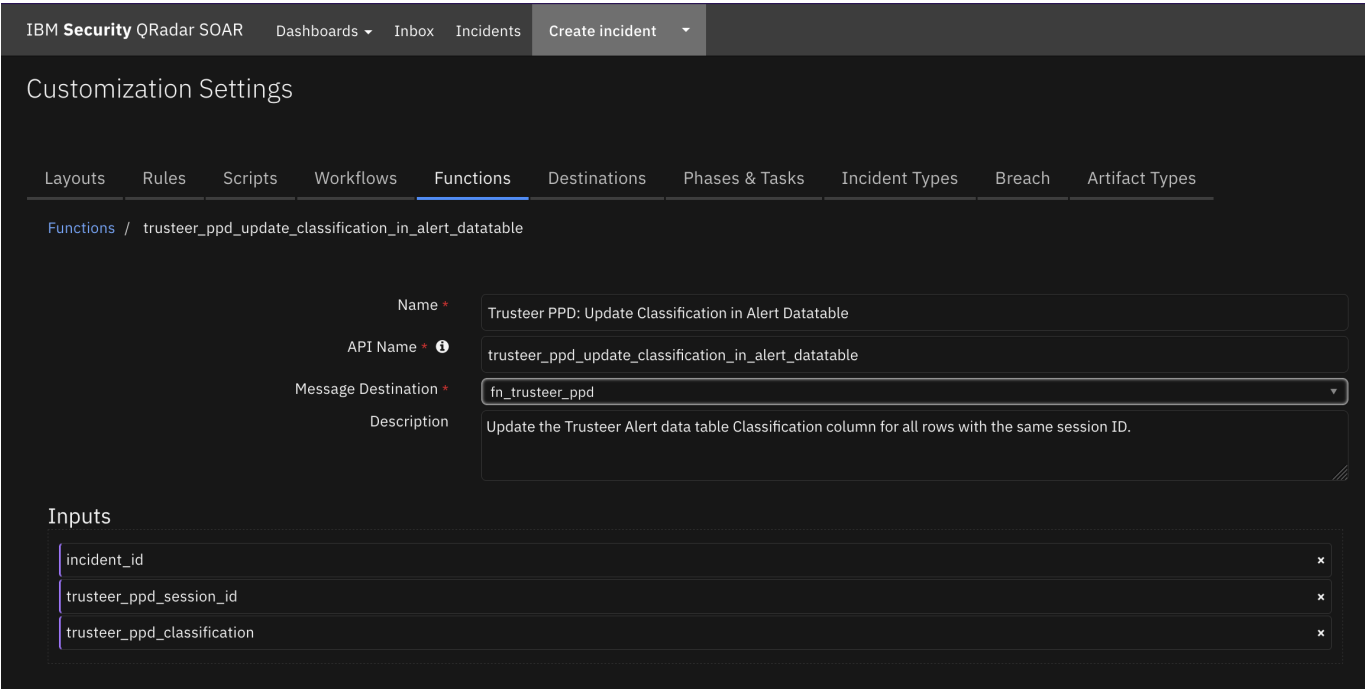 IBM Security QRadar SOAR Dashboards Inbox Incidents Create incident
Customization Settings
Layouts Rules Scripts Workflows Functions Destinations Phases & Tasks Incident Types Breach Artifact Types
Functions / trusteer_ppd_update_classification_in_alert_datatable
Name * Trusteer PPD: Update Classification in Alert Datatable
API Name * trusteer_ppd_update_classification_in_alert_datatable
Message Destination * fn_trusteer_ppd
Description Update the Trusteer Alert data table Classification column for all rows with the same session ID.
Inputs
incident_id ×
trusteer_ppd_session_id ×
trusteer_ppd_classification ×